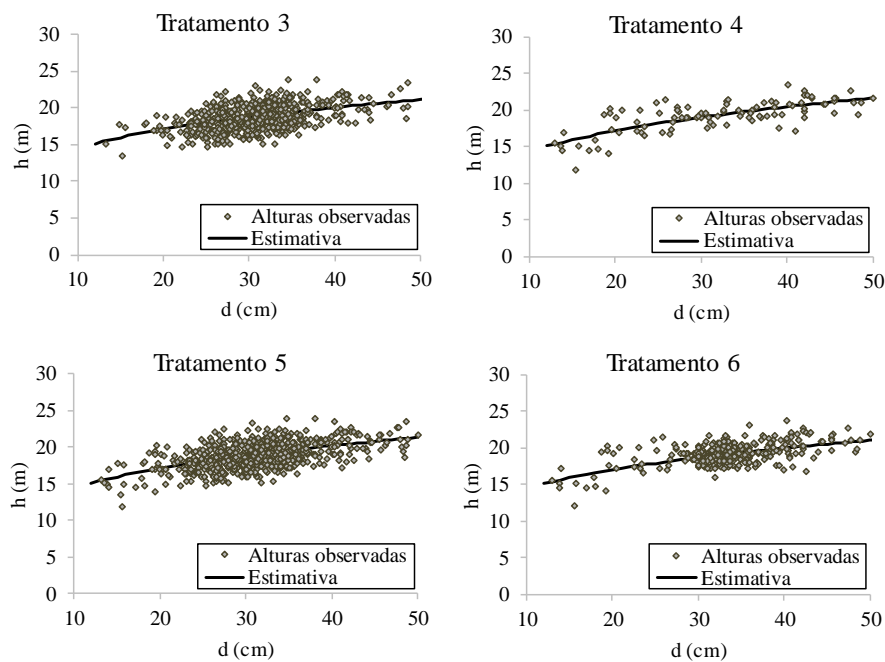 Tratamento 3
30
25
20
15
10
5
0
h (m)
10 20 30 40 50
d (cm)
Alturas observadas
Estimativa
Tratamento 4
30
25
20
15
10
5
0
h (m)
10 20 30 40 50
d (cm)
Alturas observadas
Estimativa
Tratamento 5
30
25
20
15
10
5
0
h (m)
10 20 30 40 50
d (cm)
Alturas observadas
Estimativa
Tratamento 6
30
25
20
15
10
5
0
h (m)
10 20 30 40 50
d (cm)
Alturas observadas
Estimativa